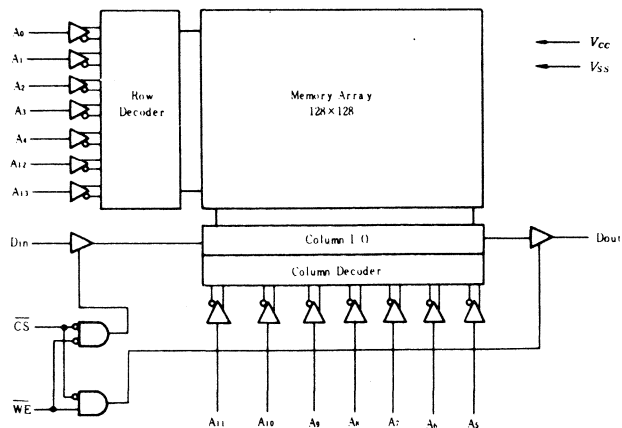 A0
A1
A2
A3
A4
A12
A13
Row
Decoder
Memory Array
128×128
VCC
VSS
Din
Column I/O
Dout
Column Decoder
CS
WE
A11
A10
A9
A8
A7
A6
A5